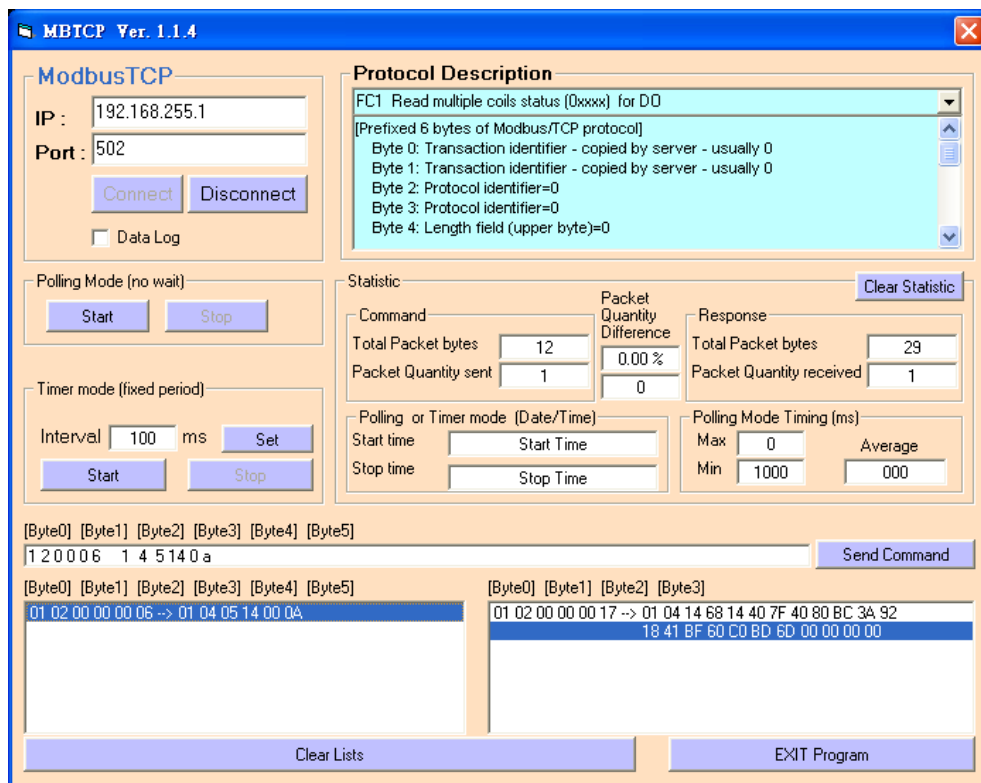 MBTCP Ver. 1.1.4
ModbusTCP
IP : 192.168.255.1
Port : 502
Connect Disconnect
Data Log
Protocol Description
FC1 Read multiple coils status (0xxxx) for DO
[Prefixed 6 bytes of Modbus/TCP protocol]
Byte 0: Transaction identifier - copied by server - usually 0
Byte 1: Transaction identifier - copied by server - usually 0
Byte 2: Protocol identifier=0
Byte 3: Protocol identifier=0
Byte 4: Length field (upper byte)=0
Polling Mode (no wait)
Start Stop
Timer mode (fixed period)
Interval 100 ms Set
Start Stop
Statistic
Clear Statistic
Command
Total Packet bytes 12
Packet Quantity sent 1
Packet
Quantity
Difference
0.00 %
0
Response
Total Packet bytes 29
Packet Quantity received 1
Polling or Timer mode (Date/Time)
Start time Start Time
Stop time Stop Time
Polling Mode Timing (ms)
Max 0 Average
Min 1000 000
[Byte0] [Byte1] [Byte2] [Byte3] [Byte4] [Byte5]
1 2 0 0 0 6 1 4 5 14 0 a
Send Command
[Byte0] [Byte1] [Byte2] [Byte3] [Byte4] [Byte5]
01 02 00 00 00 06 --> 01 04 05 14 00 0A
[Byte0] [Byte1] [Byte2] [Byte3]
01 02 00 00 00 17 --> 01 04 14 68 14 40 7F 40 80 BC 3A 92
18 41 BF 60 C0 BD 6D 00 00 00 00
Clear Lists
EXIT Program